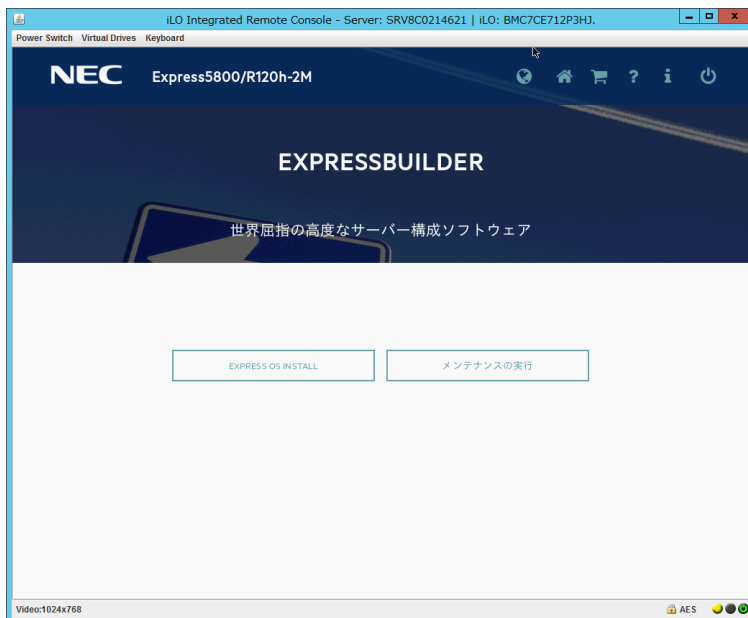 iLO Integrated Remote Console - Server: SRV8C0214621 | iLO: BMC7CE712P3HJ.
Power Switch Virtual Drives Keyboard
NEC Express5800/R120h-2M
EXPRESSBUILDER
世界屈指の高度なサーバー構成ソフトウェア
EXPRESS OS INSTALL メンテナンスの実行
Video:1024x768 AES